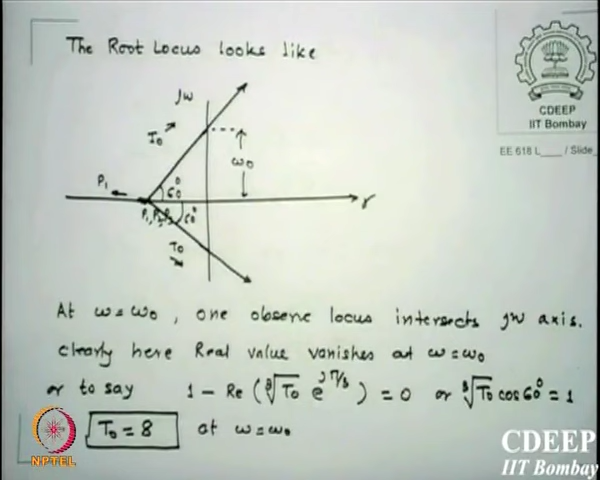 The Root Locus looks like
CDEEP
IIT Bombay
EE 618 L____ / Slide_
jω
T₀
ω₀
P₁
60°
σ
P₁, P₂, P₃
60°
T₀
At ω = ω₀, one observe locus intersects jω axis.
Clearly here Real value vanishes at ω = ω₀
or to say 1 - Re (∛T₀ e^jπ/3) = 0 or ∛T₀ cos 60° = 1
T₀ = 8 at ω = ω₀
NPTEL
CDEEP
IIT Bombay